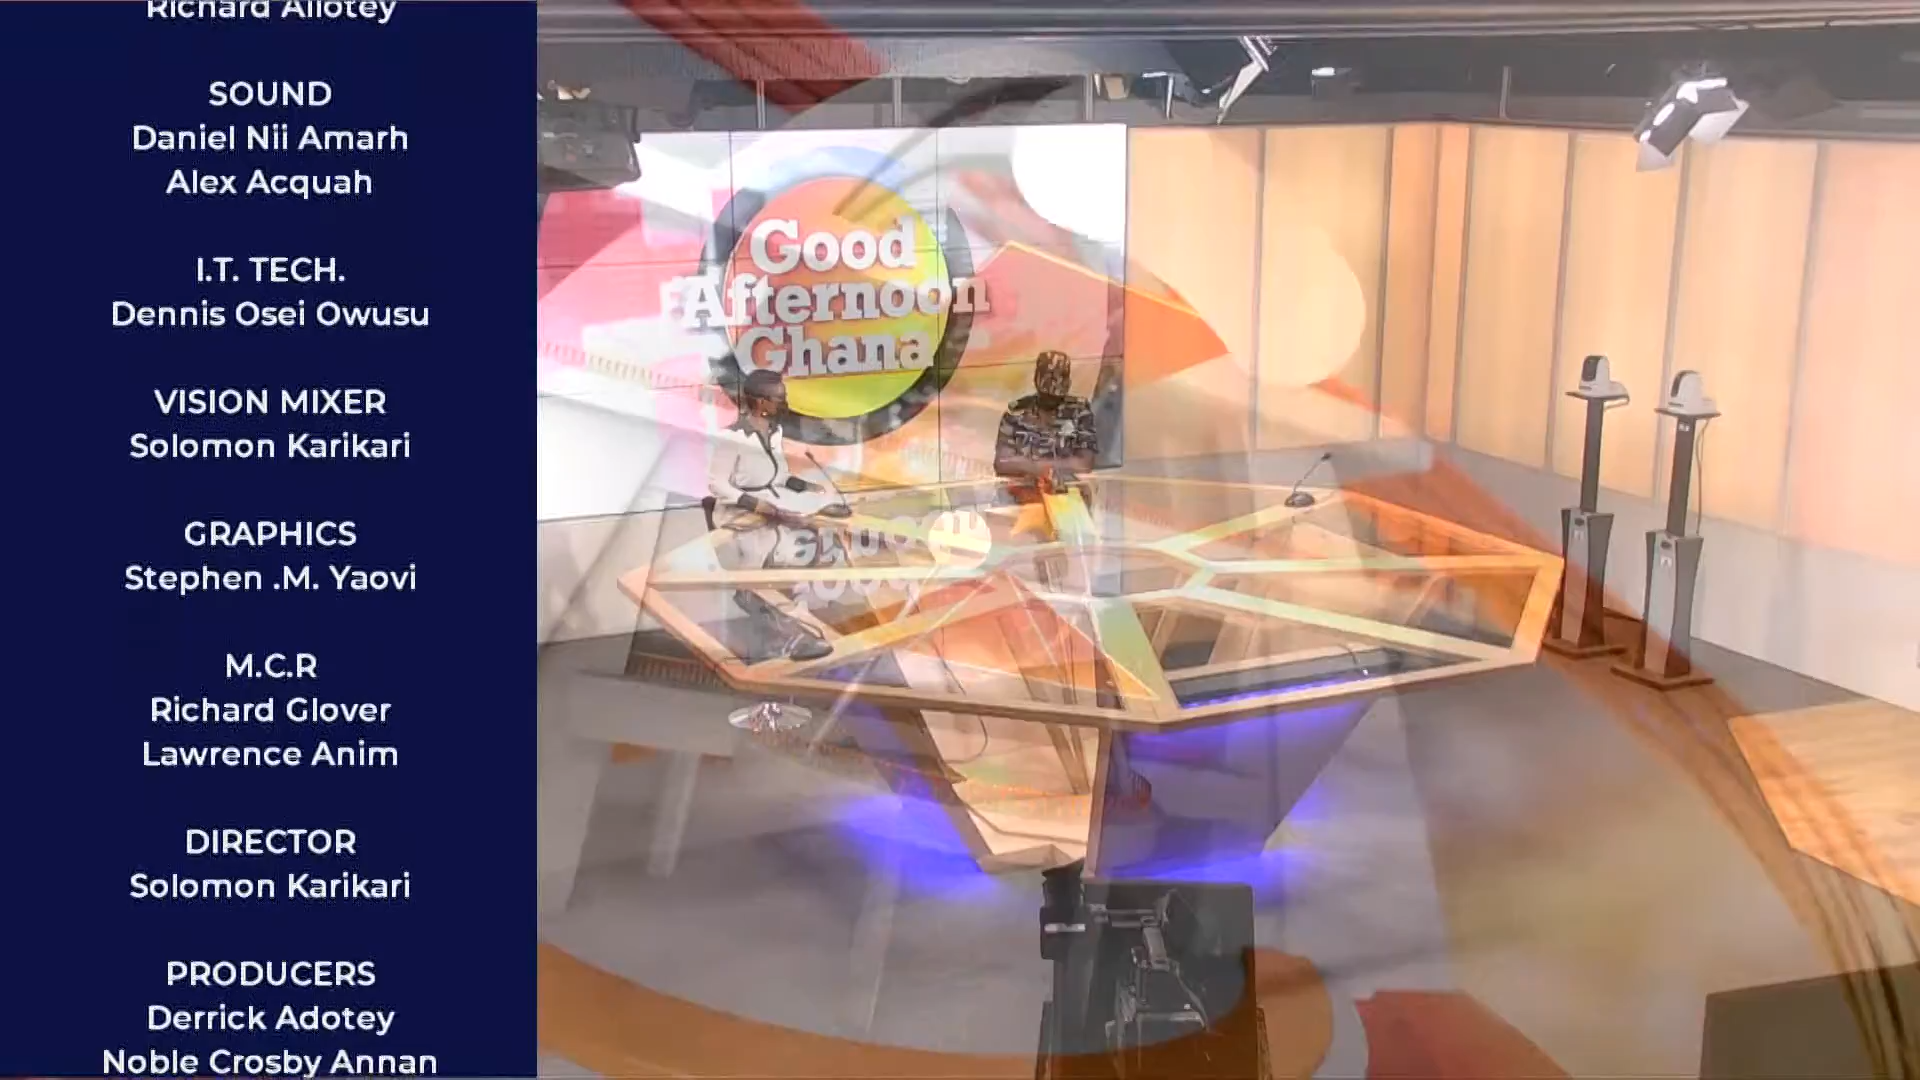 Richard Allotey
SOUND
Daniel Nii Amarh
Alex Acquah
I.T. TECH.
Dennis Osei Owusu
VISION MIXER
Solomon Karikari
GRAPHICS
Stephen .M. Yaovi
M.C.R
Richard Glover
Lawrence Anim
DIRECTOR
Solomon Karikari
PRODUCERS
Derrick Adotey
Noble Crosby Annan
Good
Afternoon
Ghana